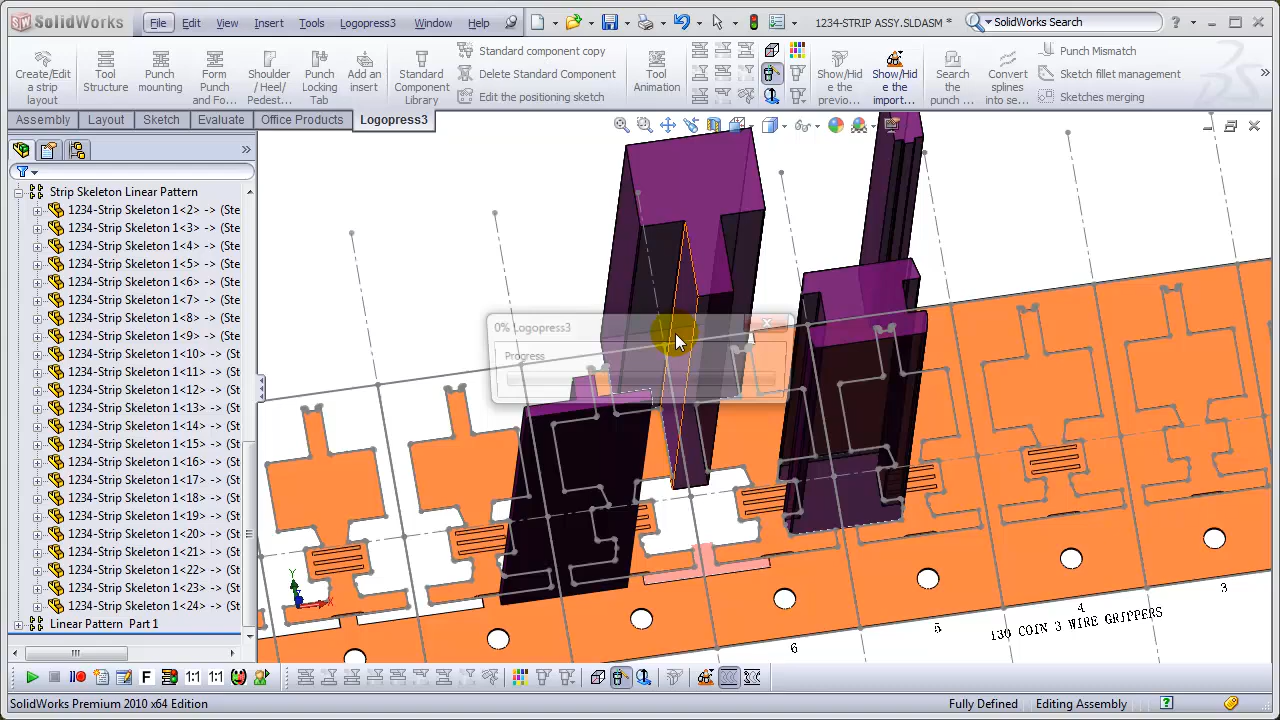 SolidWorks
File Edit View Insert Tools Logopress3 Window Help
1234-STRIP ASSY.SLDASM *
SolidWorks Search
a strip layout
Tool Structure
Punch mounting
Form Punch and Fo...
Shoulder / Heel/ Pedest...
Punch Locking Tab
Add an insert
Standard component copy
Delete Standard Component
Edit the positioning sketch
Standard Component Library
Tool Animation
Show/Hid e the previo...
Show/Hid e the import...
Search the punch ...
Convert splines into se...
Punch Mismatch
Sketch fillet management
Sketches merging
Assembly Layout Sketch Evaluate Office Products Logopress3
Strip Skeleton Linear Pattern
1234-Strip Skeleton 1<2> -> (Ste
1234-Strip Skeleton 1<3> -> (Ste
1234-Strip Skeleton 1<4> -> (Ste
1234-Strip Skeleton 1<5> -> (Ste
1234-Strip Skeleton 1<6> -> (Ste
1234-Strip Skeleton 1<7> -> (Ste
1234-Strip Skeleton 1<8> -> (Ste
1234-Strip Skeleton 1<9> -> (Ste
1234-Strip Skeleton 1<10> -> (St
1234-Strip Skeleton 1<11> -> (St
1234-Strip Skeleton 1<12> -> (St
1234-Strip Skeleton 1<13> -> (St
1234-Strip Skeleton 1<14> -> (St
1234-Strip Skeleton 1<15> -> (St
1234-Strip Skeleton 1<16> -> (St
1234-Strip Skeleton 1<17> -> (St
1234-Strip Skeleton 1<18> -> (St
1234-Strip Skeleton 1<19> -> (St
1234-Strip Skeleton 1<20> -> (St
1234-Strip Skeleton 1<21> -> (St
1234-Strip Skeleton 1<22> -> (St
1234-Strip Skeleton 1<23> -> (St
1234-Strip Skeleton 1<24> -> (St
Linear Pattern Part 1
0% Logopress3
Progress
Y
X
6
5
4
3
130 COIN 3 WIRE GRIPPERS
F
1:1
1:1
SolidWorks Premium 2010 x64 Edition
Fully Defined
Editing Assembly